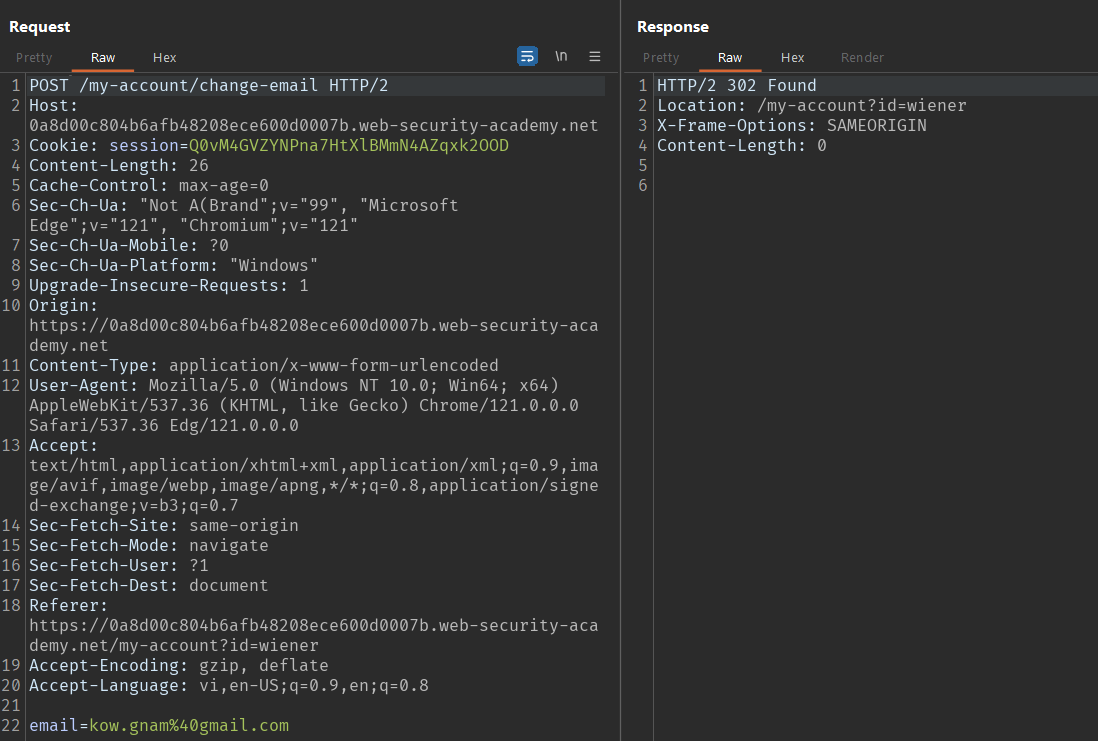 Request
Pretty Raw Hex \n
1 POST /my-account/change-email HTTP/2
2 Host:
0a8d00c804b6afb48208ece600d0007b.web-security-academy.net
3 Cookie: session=Q0vM4GVZYNPna7HtXlBMmN4AZqxk2OOD
4 Content-Length: 26
5 Cache-Control: max-age=0
6 Sec-Ch-Ua: "Not A(Brand";v="99", "Microsoft
Edge";v="121", "Chromium";v="121"
7 Sec-Ch-Ua-Mobile: ?0
8 Sec-Ch-Ua-Platform: "Windows"
9 Upgrade-Insecure-Requests: 1
10 Origin:
https://0a8d00c804b6afb48208ece600d0007b.web-security-aca
demy.net
11 Content-Type: application/x-www-form-urlencoded
12 User-Agent: Mozilla/5.0 (Windows NT 10.0; Win64; x64)
AppleWebKit/537.36 (KHTML, like Gecko) Chrome/121.0.0.0
Safari/537.36 Edg/121.0.0.0
13 Accept:
text/html,application/xhtml+xml,application/xml;q=0.9,ima
ge/avif,image/webp,image/apng,*/*;q=0.8,application/signe
d-exchange;v=b3;q=0.7
14 Sec-Fetch-Site: same-origin
15 Sec-Fetch-Mode: navigate
16 Sec-Fetch-User: ?1
17 Sec-Fetch-Dest: document
18 Referer:
https://0a8d00c804b6afb48208ece600d0007b.web-security-aca
demy.net/my-account?id=wiener
19 Accept-Encoding: gzip, deflate
20 Accept-Language: vi,en-US;q=0.9,en;q=0.8
21
22 email=kow.gnam%40gmail.com
Response
Pretty Raw Hex Render
1 HTTP/2 302 Found
2 Location: /my-account?id=wiener
3 X-Frame-Options: SAMEORIGIN
4 Content-Length: 0
5
6